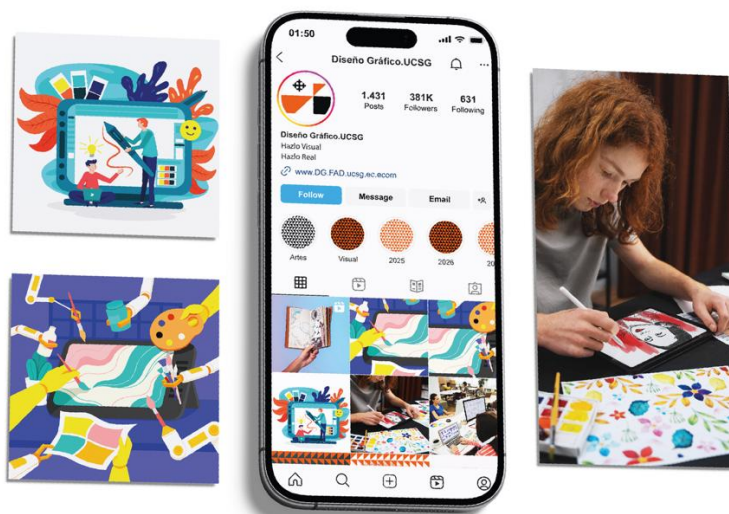 01:50
Diseño Gráfico.UCSG
1.431 381K 631
Posts Followers Following
Diseño Gráfico.UCSG
Hazlo Visual
Hazlo Real
www.DG.FAD.ucsg.ec.ecom
Follow Message Email
Artes Visual 2025 2026 20